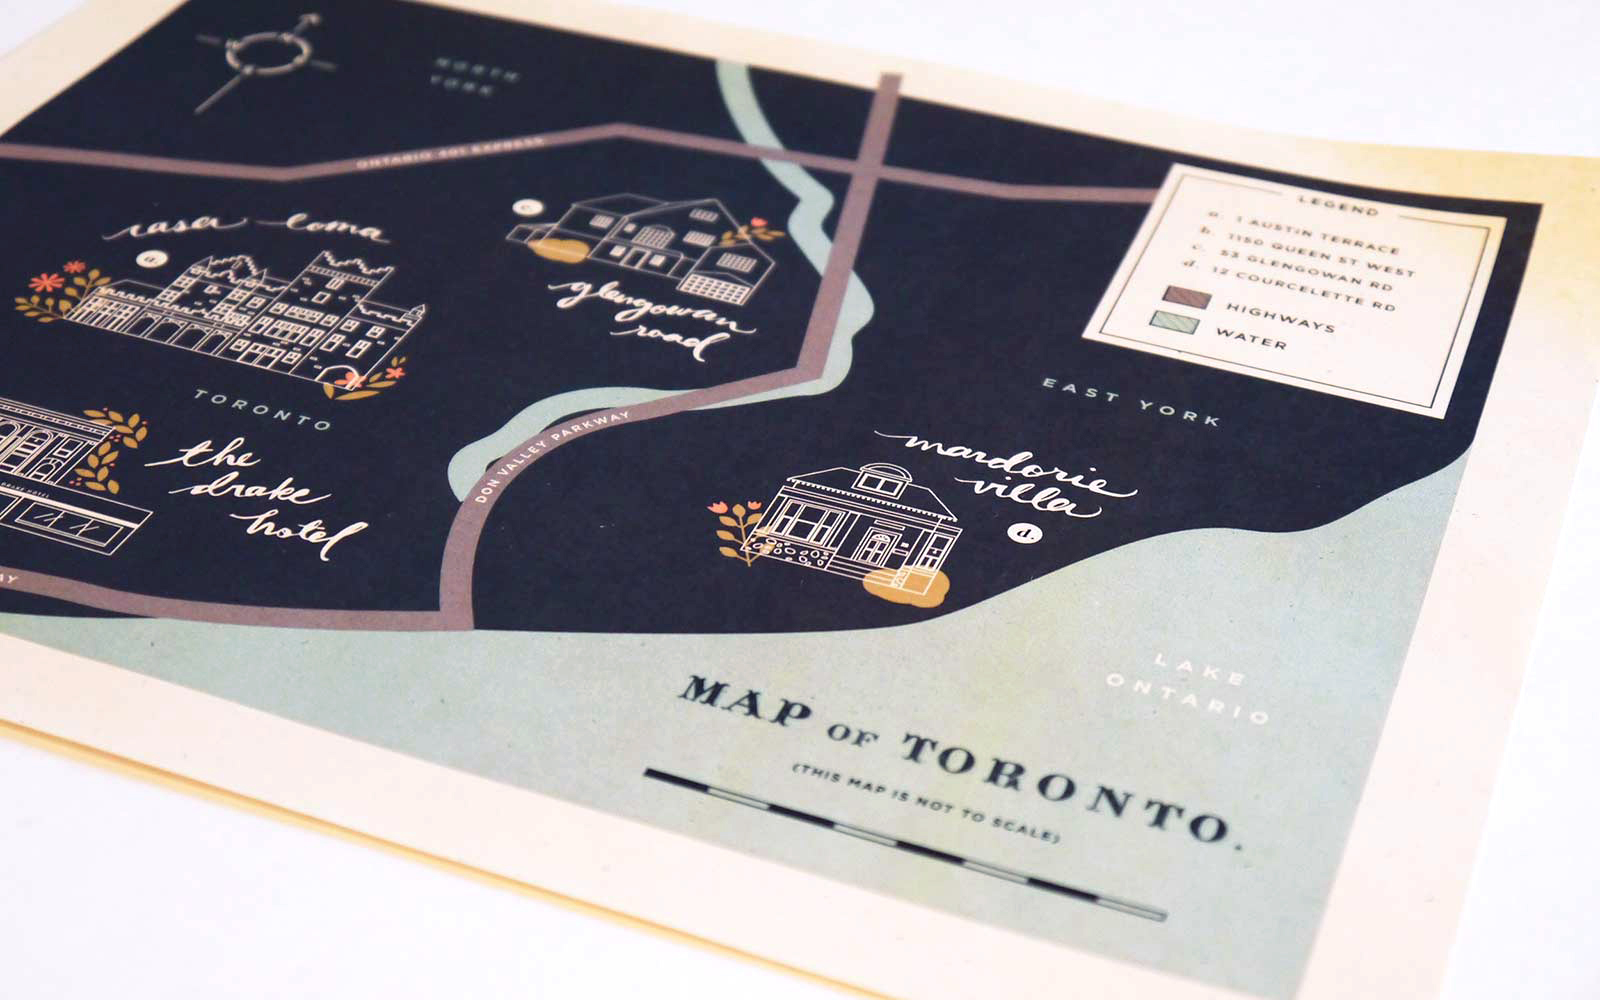 NORTH
YORK
ONTARIO 401 EXPRESS
casa loma
a.
c.
glengowan
road
TORONTO
the
drake
hotel
DRAKE HOTEL
DON VALLEY PARKWAY
EAST YORK
mardorie
villa
d.
LEGEND
a. 1 AUSTIN TERRACE
b. 1150 QUEEN ST WEST
c. 53 GLENGOWAN RD
d. 12 COURCELETTE RD
HIGHWAYS
WATER
LAKE
ONTARIO
MAP OF TORONTO.
(THIS MAP IS NOT TO SCALE)